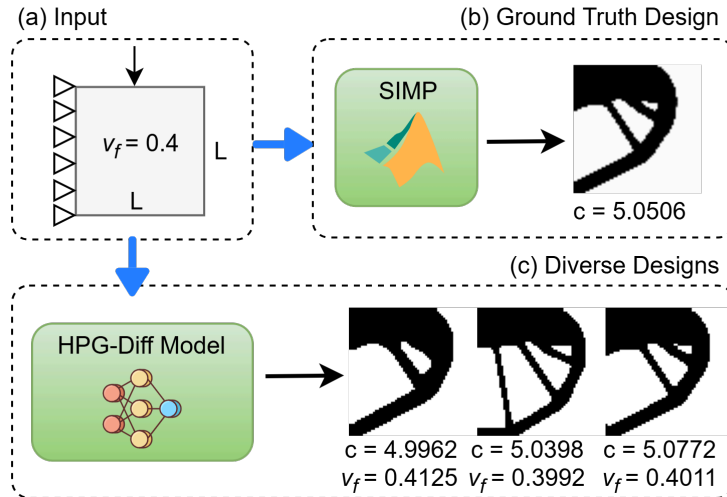 (a) Input
v_f = 0.4
L
L
(b) Ground Truth Design
SIMP
c = 5.0506
(c) Diverse Designs
HPG-Diff Model
c = 4.9962 c = 5.0398 c = 5.0772
v_f = 0.4125 v_f = 0.3992 v_f = 0.4011